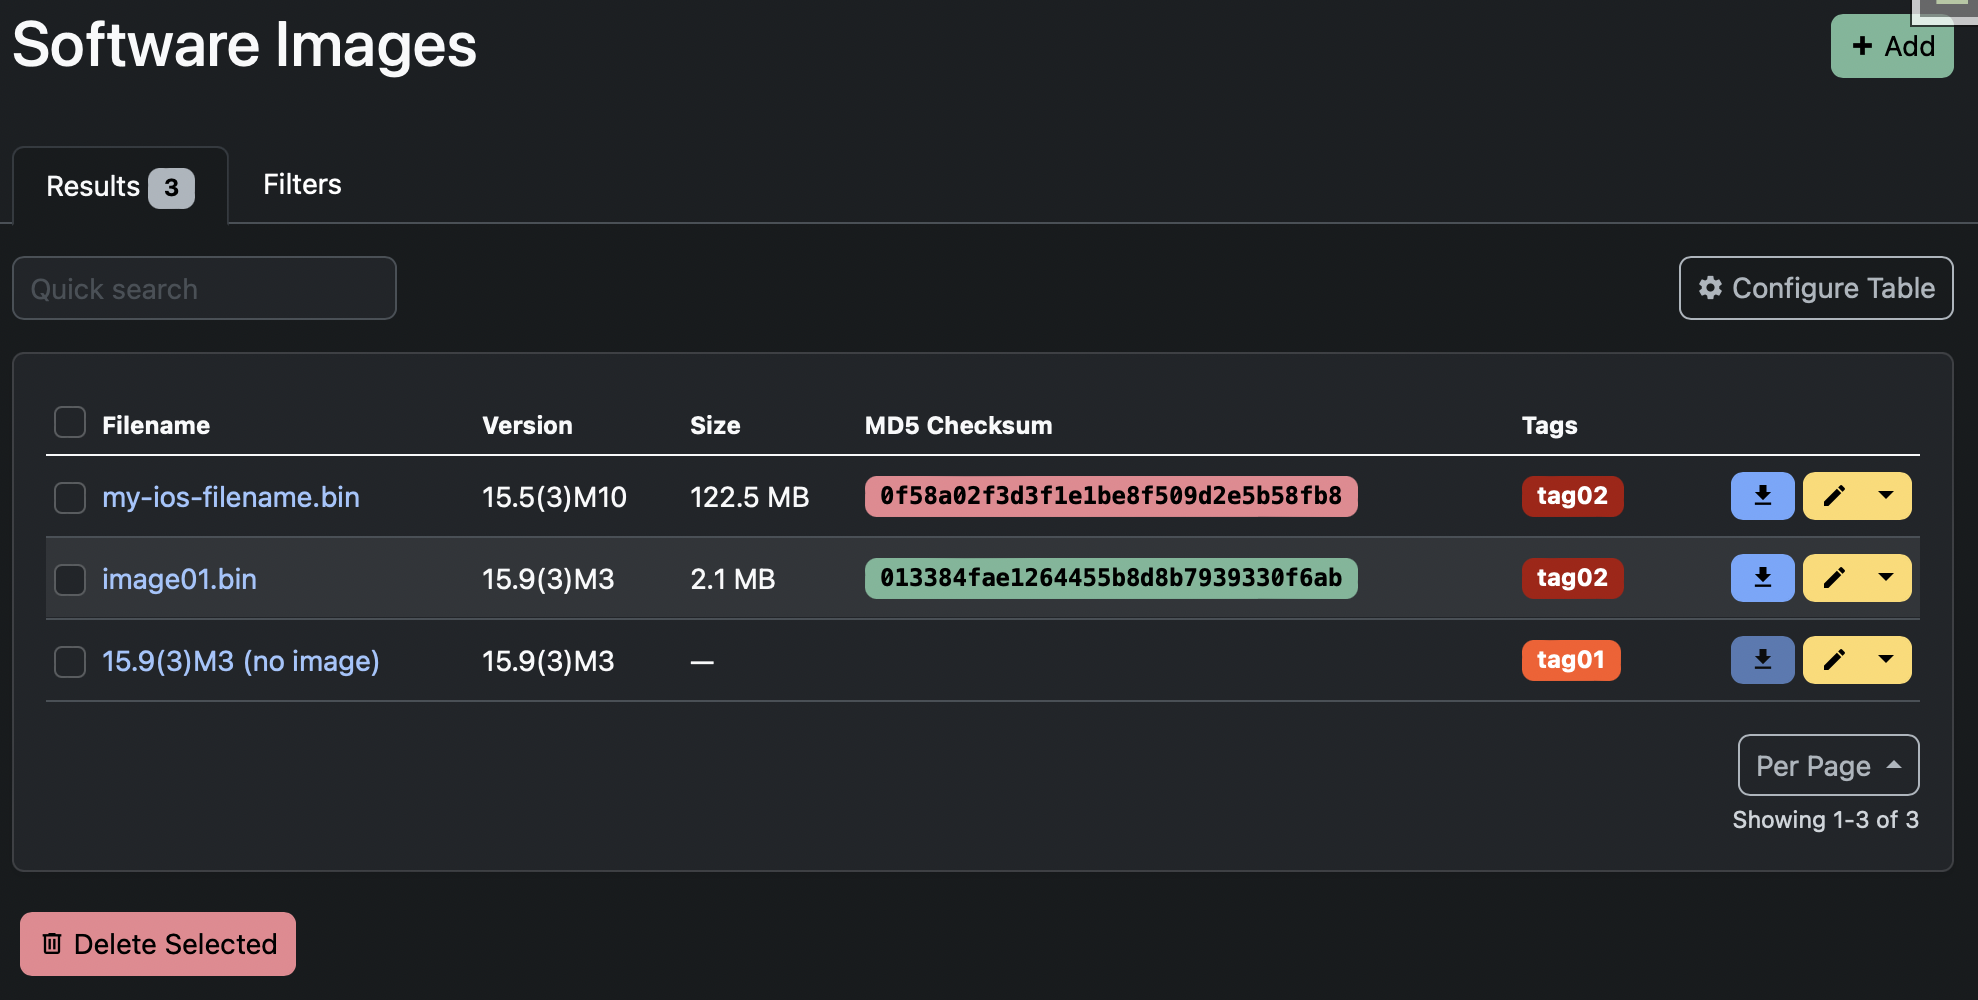 Software Images
+ Add
Results 3
Filters
Quick search
Configure Table
Filename Version Size MD5 Checksum Tags
my-ios-filename.bin 15.5(3)M10 122.5 MB 0f58a02f3d3f1e1be8f509d2e5b58fb8 tag02
image01.bin 15.9(3)M3 2.1 MB 013384fae1264455b8d8b7939330f6ab tag02
15.9(3)M3 (no image) 15.9(3)M3 — tag01
Per Page
Showing 1-3 of 3
Delete Selected